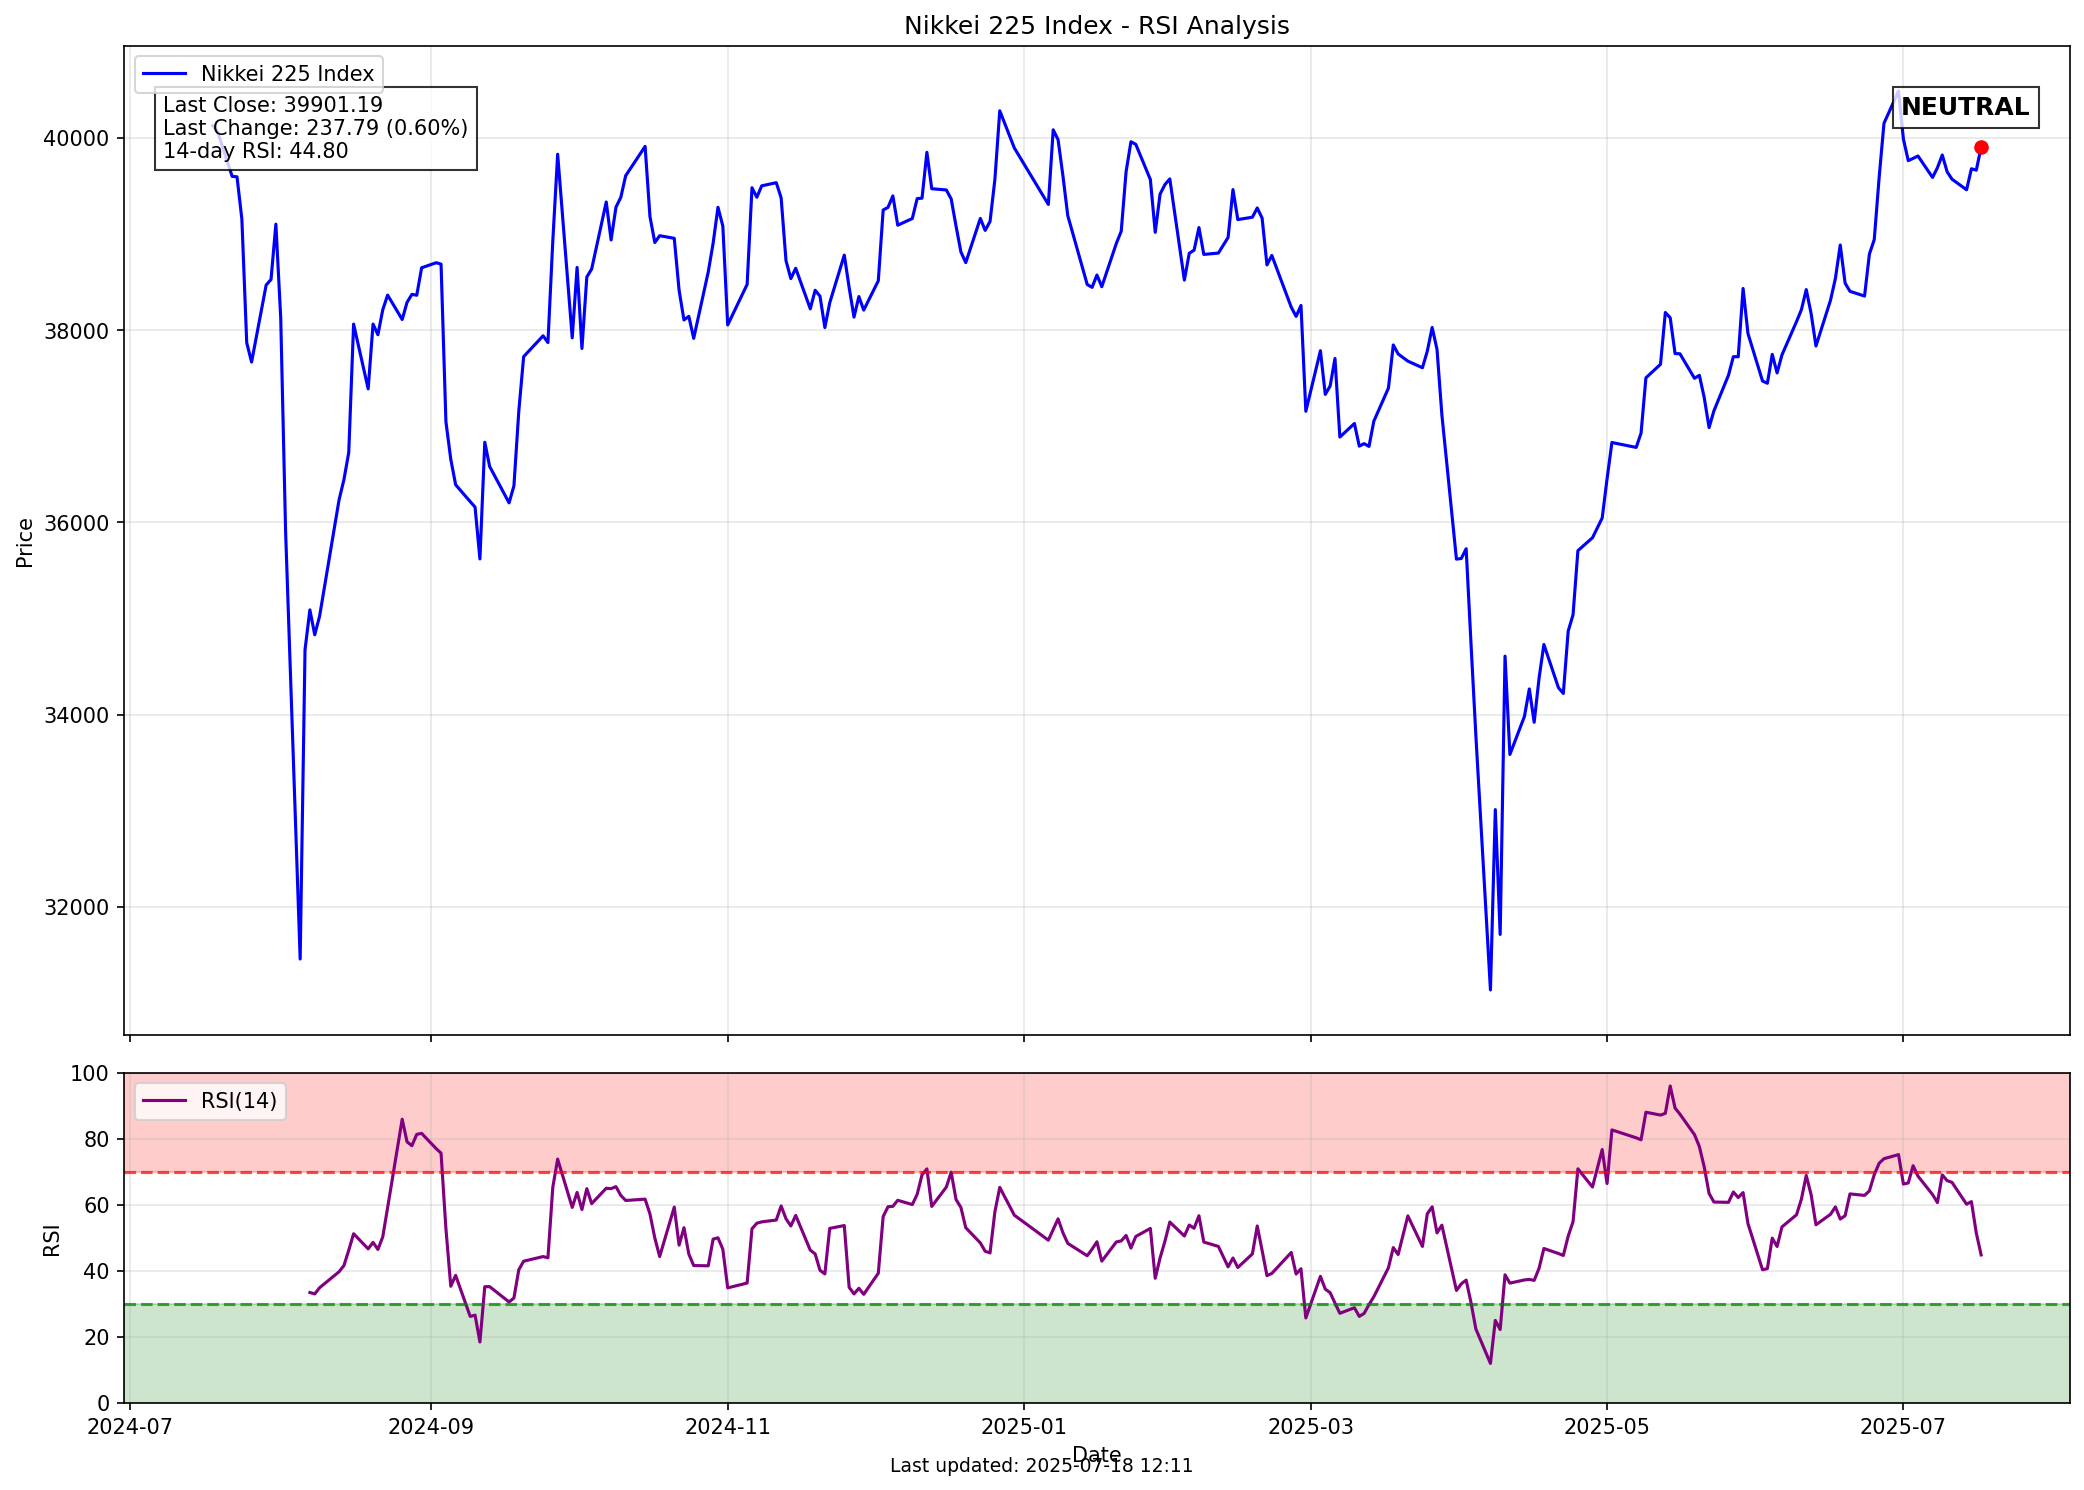 Nikkei 225 Index - RSI Analysis
Nikkei 225 Index
Last Close: 39901.19
Last Change: 237.79 (0.60%)
14-day RSI: 44.80
NEUTRAL
Price
40000
38000
36000
34000
32000
RSI(14)
RSI
100
80
60
40
20
0
2024-07
2024-09
2024-11
2025-01
2025-03
2025-05
2025-07
Date
Last updated: 2025-07-18 12:11